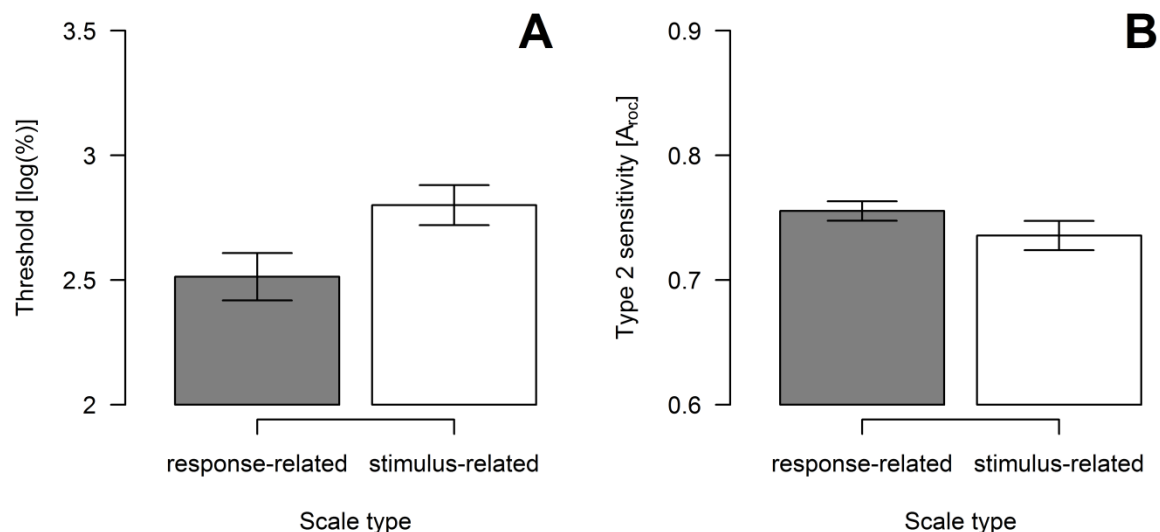 A
Threshold [log(%)]
3.5
3
2.5
2
response-related
stimulus-related
Scale type
B
Type 2 sensitivity [Aroc]
0.9
0.8
0.7
0.6
response-related
stimulus-related
Scale type